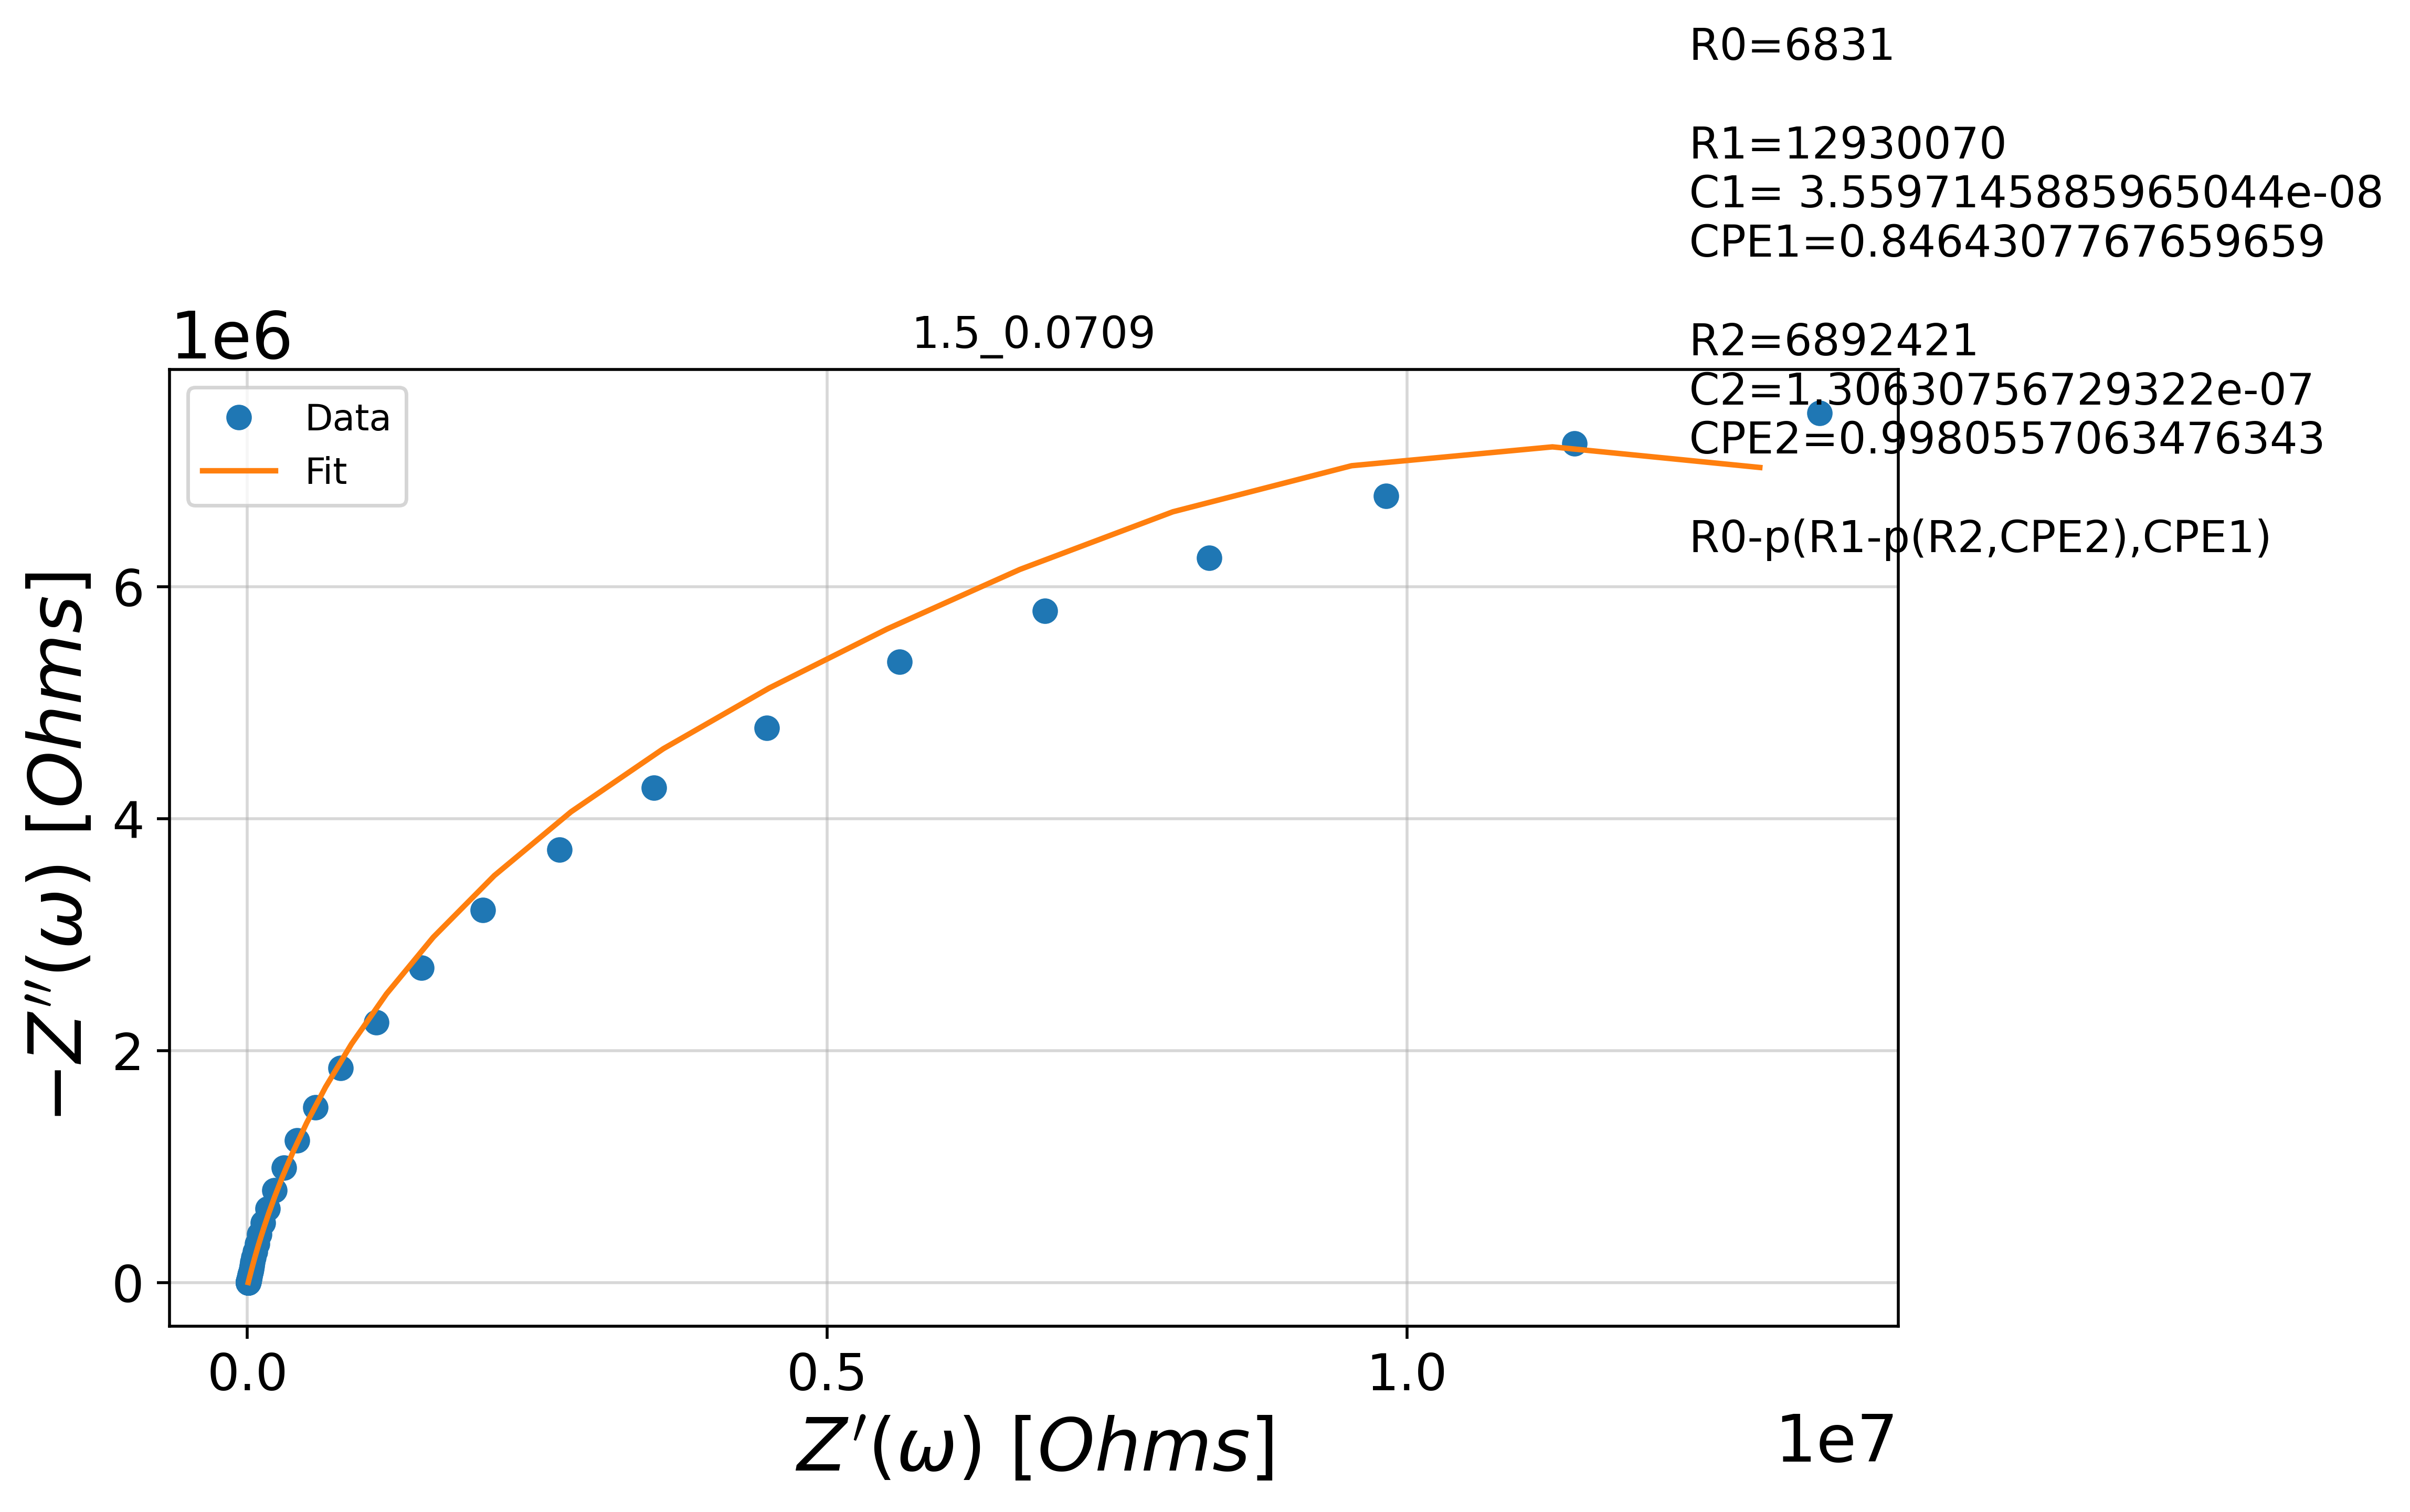 R0=6831
R1=12930070
C1= 3.5597145885965044e-08
CPE1=0.8464307767659659
R2=6892421
C2=1.30630756729322e-07
CPE2=0.9980557063476343
R0-p(R1-p(R2,CPE2),CPE1)
1e6
1.5_0.0709
Data
Fit
6
4
2
0
−Z′′(ω) [Ohms]
0.0
0.5
1.0
Z′(ω) [Ohms]
1e7